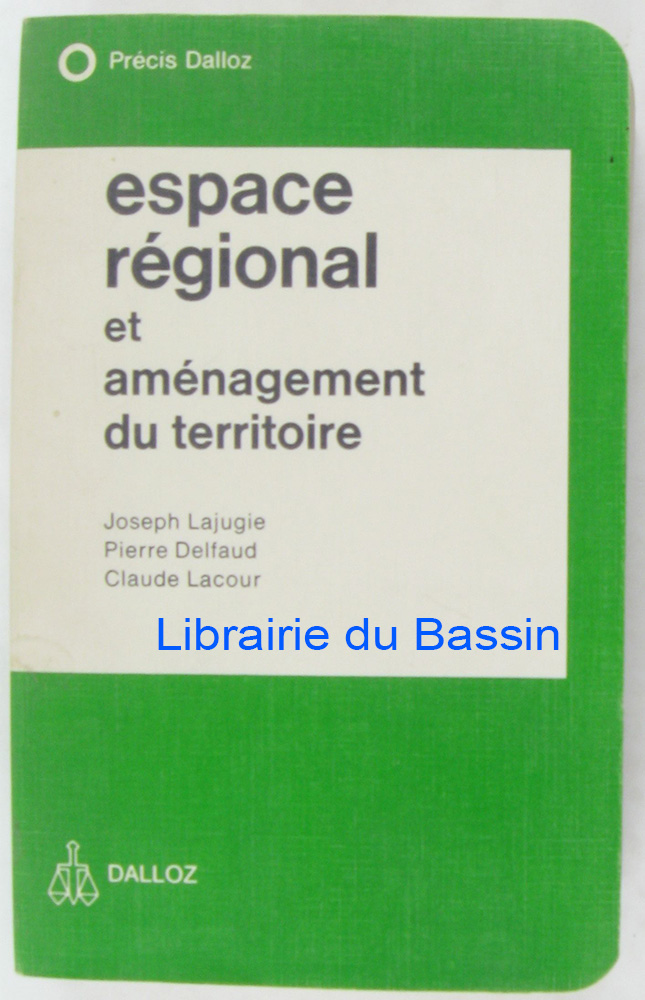 Précis Dalloz
espace
régional
et
aménagement
du territoire
Joseph Lajugie
Pierre Delfaud
Claude Lacour
Librairie du Bassin
DALLOZ